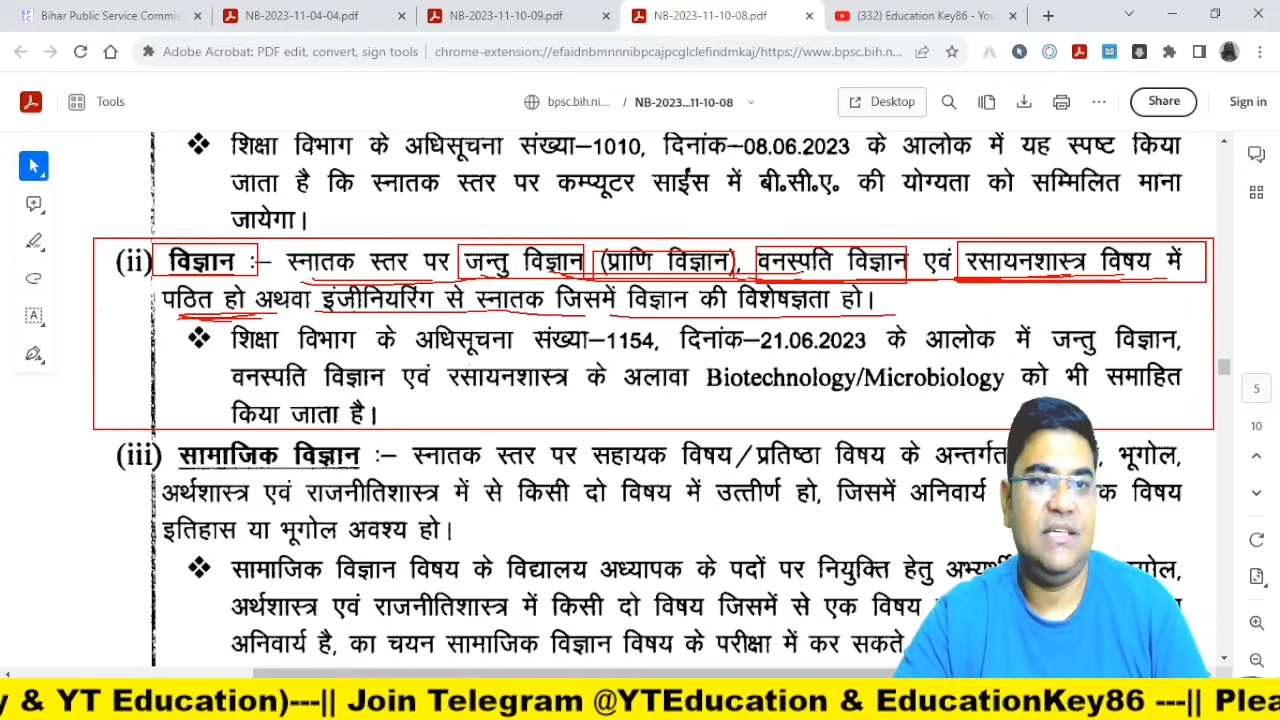 Bihar Public Service Commis
NB-2023-11-04-04.pdf
NB-2023-11-10-09.pdf
NB-2023-11-10-08.pdf
(332) Education Key86 - You
Adobe Acrobat: PDF edit, convert, sign tools
chrome-extension://efaidnbmnnnibpcajpcglclefindmkaj/https://www.bpsc.bih.n...
Tools
bpsc.bih.ni...
/ NB-2023...11-10-08
Desktop
Share
Sign in
❖ शिक्षा विभाग के अधिसूचना संख्या–1010, दिनांक–08.06.2023 के आलोक में यह स्पष्ट किया
जाता है कि स्नातक स्तर पर कम्प्यूटर साईंस में बी.सी.ए. की योग्यता को सम्मिलित माना
जायेगा।
(ii) विज्ञान :– स्नातक स्तर पर जन्तु विज्ञान (प्राणि विज्ञान), वनस्पति विज्ञान एवं रसायनशास्त्र विषय में
पठित हो अथवा इंजीनियरिंग से स्नातक जिसमें विज्ञान की विशेषज्ञता हो।
❖ शिक्षा विभाग के अधिसूचना संख्या–1154, दिनांक–21.06.2023 के आलोक में जन्तु विज्ञान,
वनस्पति विज्ञान एवं रसायनशास्त्र के अलावा Biotechnology/Microbiology को भी समाहित
किया जाता है।
(iii) सामाजिक विज्ञान :– स्नातक स्तर पर सहायक विषय/प्रतिष्ठा विषय के अन्तर्गत भूगोल,
अर्थशास्त्र एवं राजनीतिशास्त्र में से किसी दो विषय में उत्तीर्ण हो, जिसमें अनिवार्य क विषय
इतिहास या भूगोल अवश्य हो।
❖ सामाजिक विज्ञान विषय के विद्यालय अध्यापक के पदों पर नियुक्ति हेतु
अर्थशास्त्र एवं राजनीतिशास्त्र में किसी दो विषय जिसमें से एक विषय
अनिवार्य है, का चयन सामाजिक विज्ञान विषय के परीक्षा में कर सकते
5
10
y & YT Education)---|| Join Telegram @YTEducation & EducationKey86 ---|| Plea